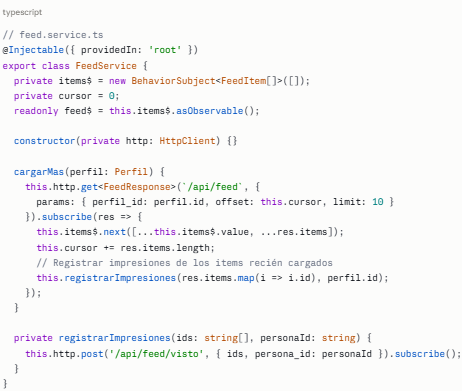 typescript
// feed.service.ts
@Injectable({ providedIn: 'root' })
export class FeedService {
  private items$ = new BehaviorSubject<FeedItem[]>([]);
  private cursor = 0;
  readonly feed$ = this.items$.asObservable();

  constructor(private http: HttpClient) {}

  cargarMas(perfil: Perfil) {
    this.http.get<FeedResponse>('/api/feed', {
      params: { perfil_id: perfil.id, offset: this.cursor, limit: 10 }
    }).subscribe(res => {
      this.items$.next([...this.items$.value, ...res.items]);
      this.cursor += res.items.length;
      // Registrar impresiones de los items recién cargados
      this.registrarImpresiones(res.items.map(i => i.id), perfil.id);
    });
  }

  private registrarImpresiones(ids: string[], personaId: string) {
    this.http.post('/api/feed/visto', { ids, persona_id: personaId }).subscribe();
  }
}